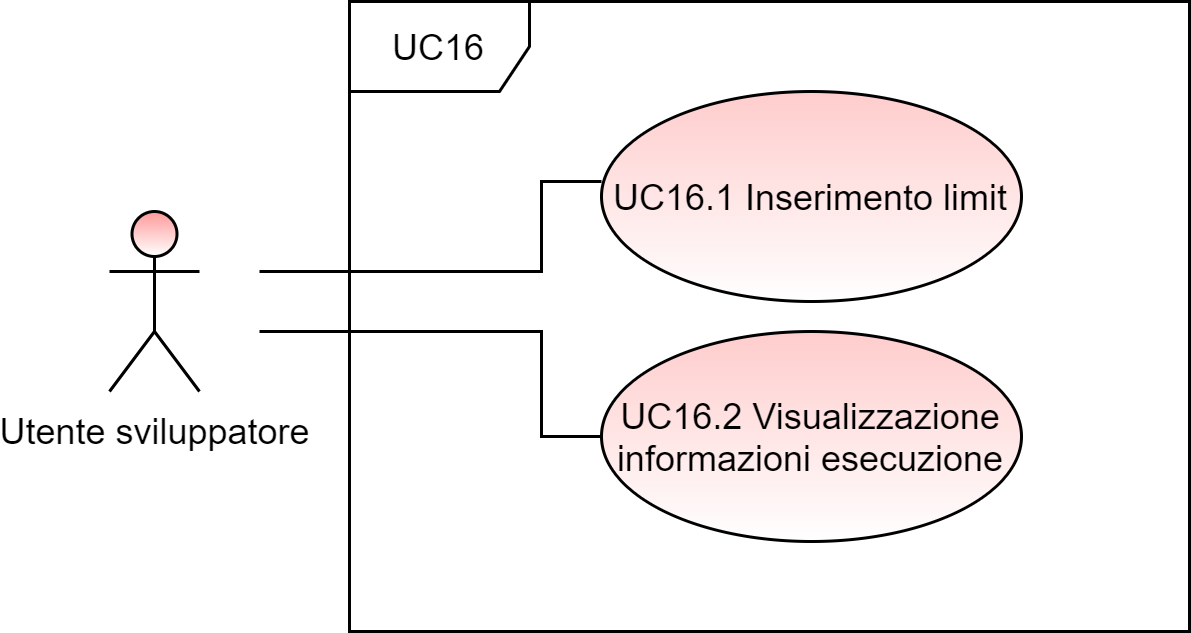 UC16
UC16.1 Inserimento limit
Utente sviluppatore
UC16.2 Visualizzazione
informazioni esecuzione